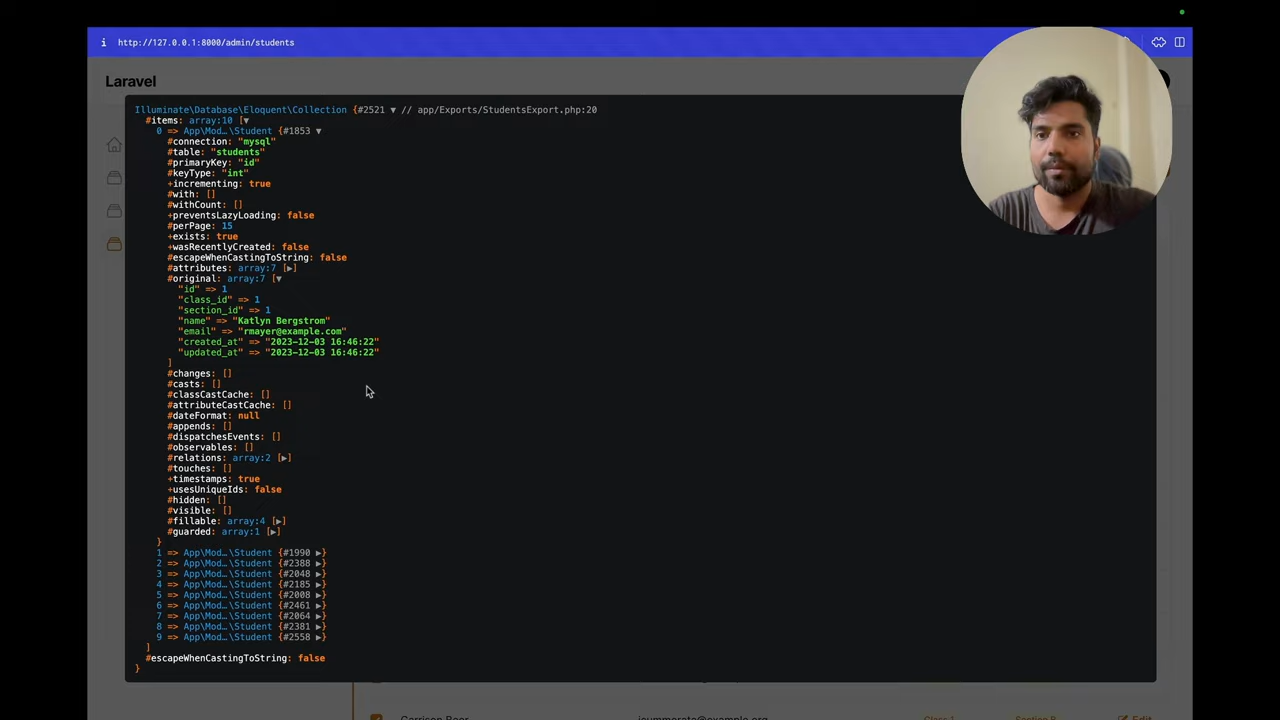 http://127.0.0.1:8000/admin/students
Laravel
Illuminate\Database\Eloquent\Collection {#2521 ▼ // app/Exports/StudentsExport.php:20
#items: array:10 [▼
0 => App\Mod…\Student {#1853 ▼
#connection: "mysql"
#table: "students"
#primaryKey: "id"
#keyType: "int"
+incrementing: true
#with: []
#withCount: []
+preventsLazyLoading: false
#perPage: 15
+exists: true
+wasRecentlyCreated: false
#escapeWhenCastingToString: false
#attributes: array:7 [▶]
#original: array:7 [▼
"id" => 1
"class_id" => 1
"section_id" => 1
"name" => "Katlyn Bergstrom"
"email" => "rmayer@example.com"
"created_at" => "2023-12-03 16:46:22"
"updated_at" => "2023-12-03 16:46:22"
]
#changes: []
#casts: []
#classCastCache: []
#attributeCastCache: []
#dateFormat: null
#appends: []
#dispatchesEvents: []
#observables: []
#relations: array:2 [▶]
#touches: []
+timestamps: true
+usesUniqueIds: false
#hidden: []
#visible: []
#fillable: array:4 [▶]
#guarded: array:1 [▶]
}
1 => App\Mod…\Student {#1990 ▶}
2 => App\Mod…\Student {#2388 ▶}
3 => App\Mod…\Student {#2048 ▶}
4 => App\Mod…\Student {#2185 ▶}
5 => App\Mod…\Student {#2008 ▶}
6 => App\Mod…\Student {#2461 ▶}
7 => App\Mod…\Student {#2064 ▶}
8 => App\Mod…\Student {#2381 ▶}
9 => App\Mod…\Student {#2558 ▶}
]
#escapeWhenCastingToString: false
}
Class 1 Section B Edit